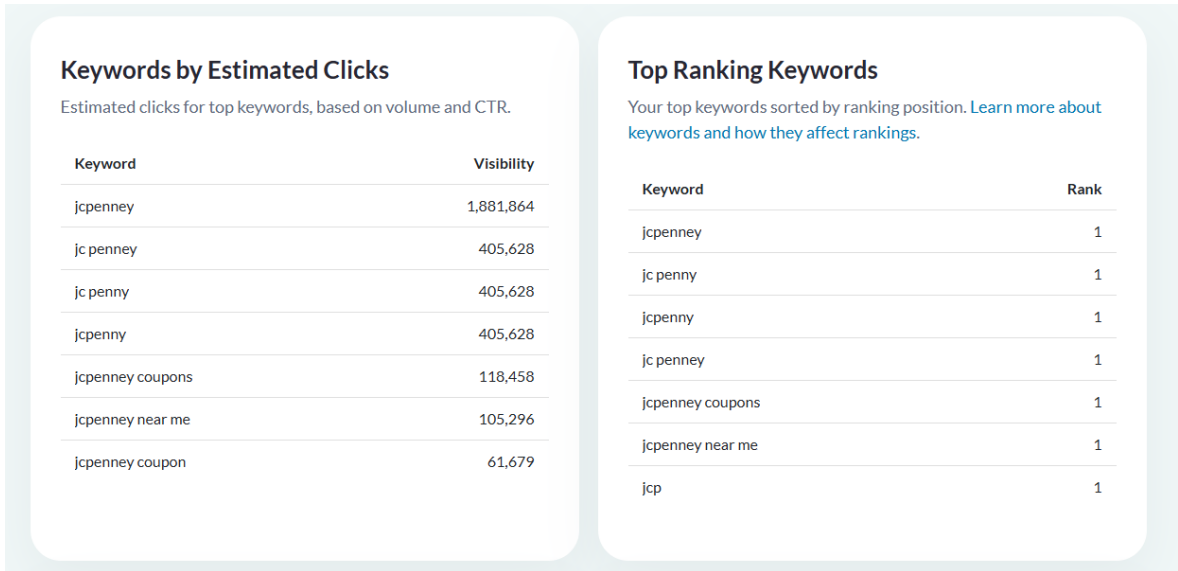 Keywords by Estimated Clicks
Estimated clicks for top keywords, based on volume and CTR.
Keyword Visibility
jcpenney 1,881,864
jc penney 405,628
jc penny 405,628
jcpenny 405,628
jcpenney coupons 118,458
jcpenney near me 105,296
jcpenney coupon 61,679
Top Ranking Keywords
Your top keywords sorted by ranking position. Learn more about
keywords and how they affect rankings.
Keyword Rank
jcpenney 1
jc penny 1
jcpenny 1
jc penney 1
jcpenney coupons 1
jcpenney near me 1
jcp 1